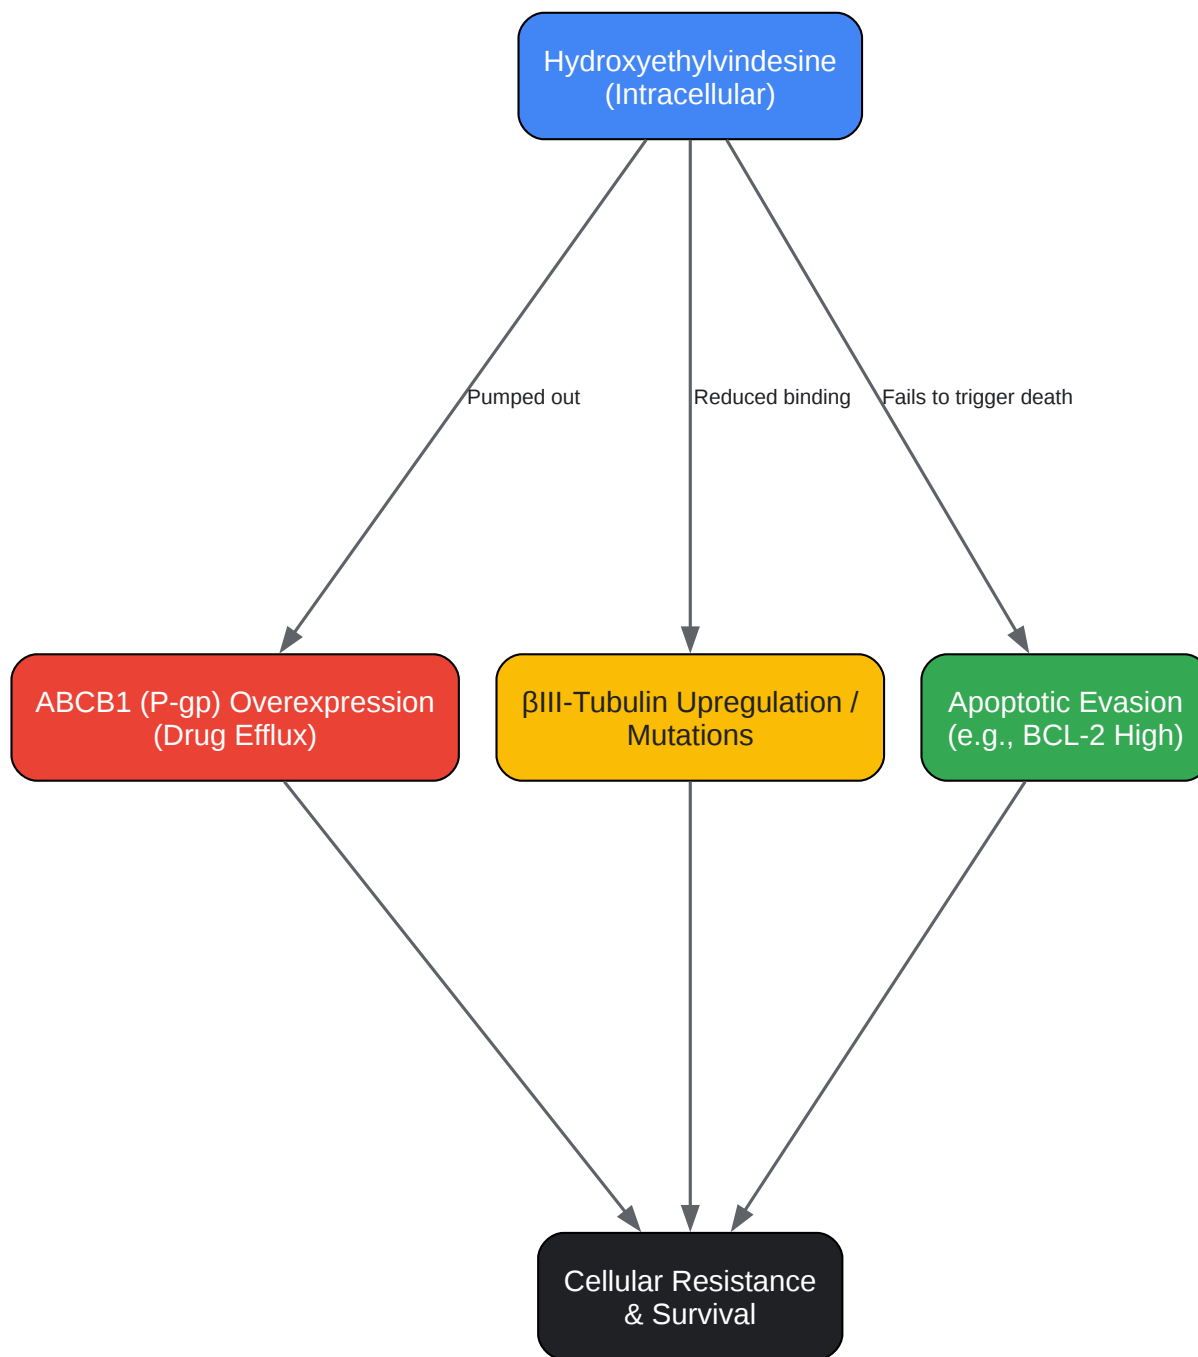 Hydroxyethylvindesine
(Intracellular)
Pumped out
Reduced binding
Fails to trigger death
ABCB1 (P-gp) Overexpression
(Drug Efflux)
βIII-Tubulin Upregulation /
Mutations
Apoptotic Evasion
(e.g., BCL-2 High)
Cellular Resistance
& Survival